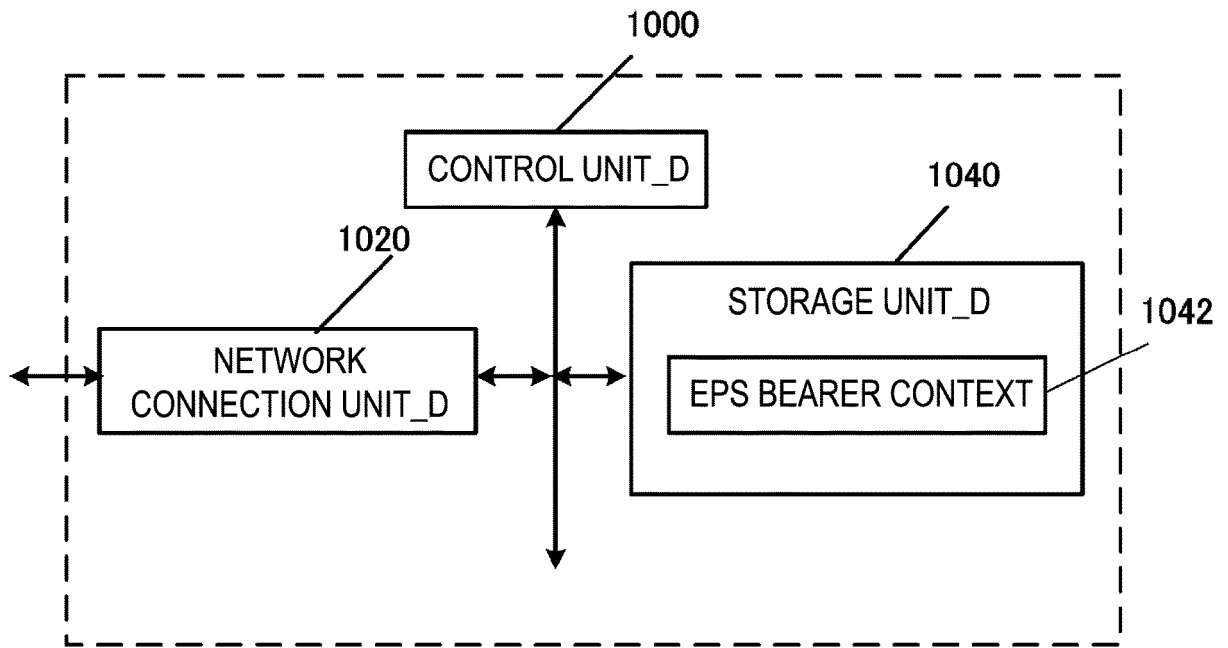 1000
CONTROL UNIT_D
1040
1020
STORAGE UNIT_D
1042
NETWORK
CONNECTION UNIT_D
EPS BEARER CONTEXT